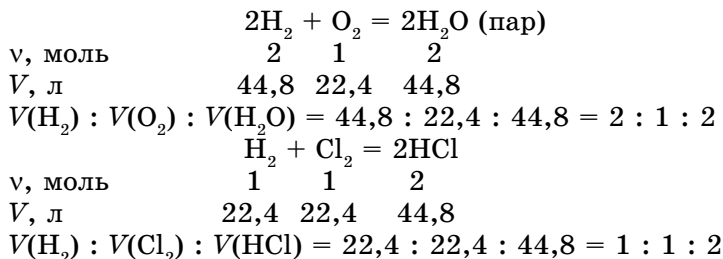 2H₂ + O₂ = 2H₂O (пар)
ν, моль 2 1 2
V, л 44,8 22,4 44,8
V(H₂) : V(O₂) : V(H₂O) = 44,8 : 22,4 : 44,8 = 2 : 1 : 2
H₂ + Cl₂ = 2HCl
ν, моль 1 1 2
V, л 22,4 22,4 44,8
V(H₂) : V(Cl₂) : V(HCl) = 22,4 : 22,4 : 44,8 = 1 : 1 : 2